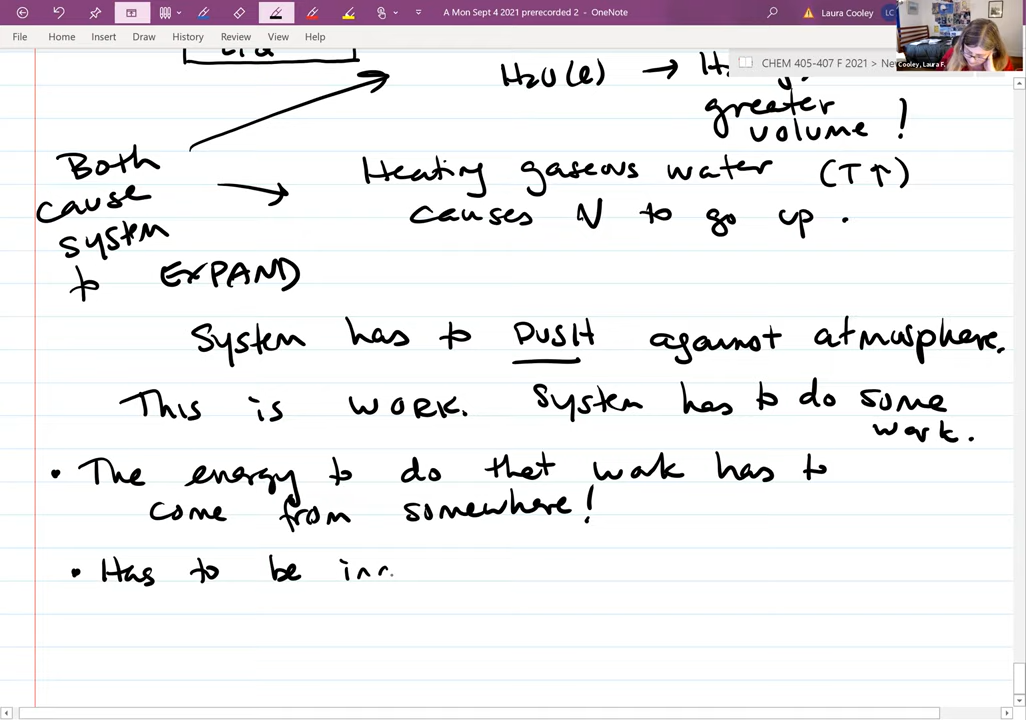 A Mon Sept 4 2021 prerecorded 2 - OneNote
Laura Cooley
LC
File Home Insert Draw History Review View Help
CHEM 405-407 F 2021 >
Cooley, Laura F.
H₂O(l) →
greater
volume !
Both
cause
system
to EXPAND
Heating gaseous water (T↑)
causes V to go up.
System has to PUSH against atmosphere.
This is WORK. System has to do some
work.
• The energy to do that work has to
come from somewhere!
• Has to be